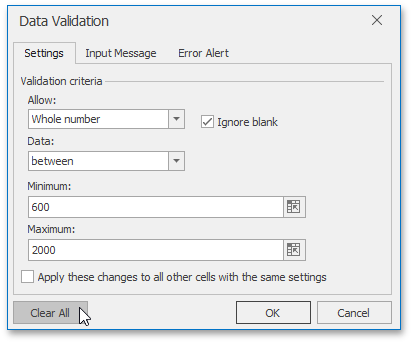 Data Validation
Settings Input Message Error Alert
Validation criteria
Allow:
Whole number Ignore blank
Data:
between
Minimum:
600
Maximum:
2000
Apply these changes to all other cells with the same settings
Clear All OK Cancel